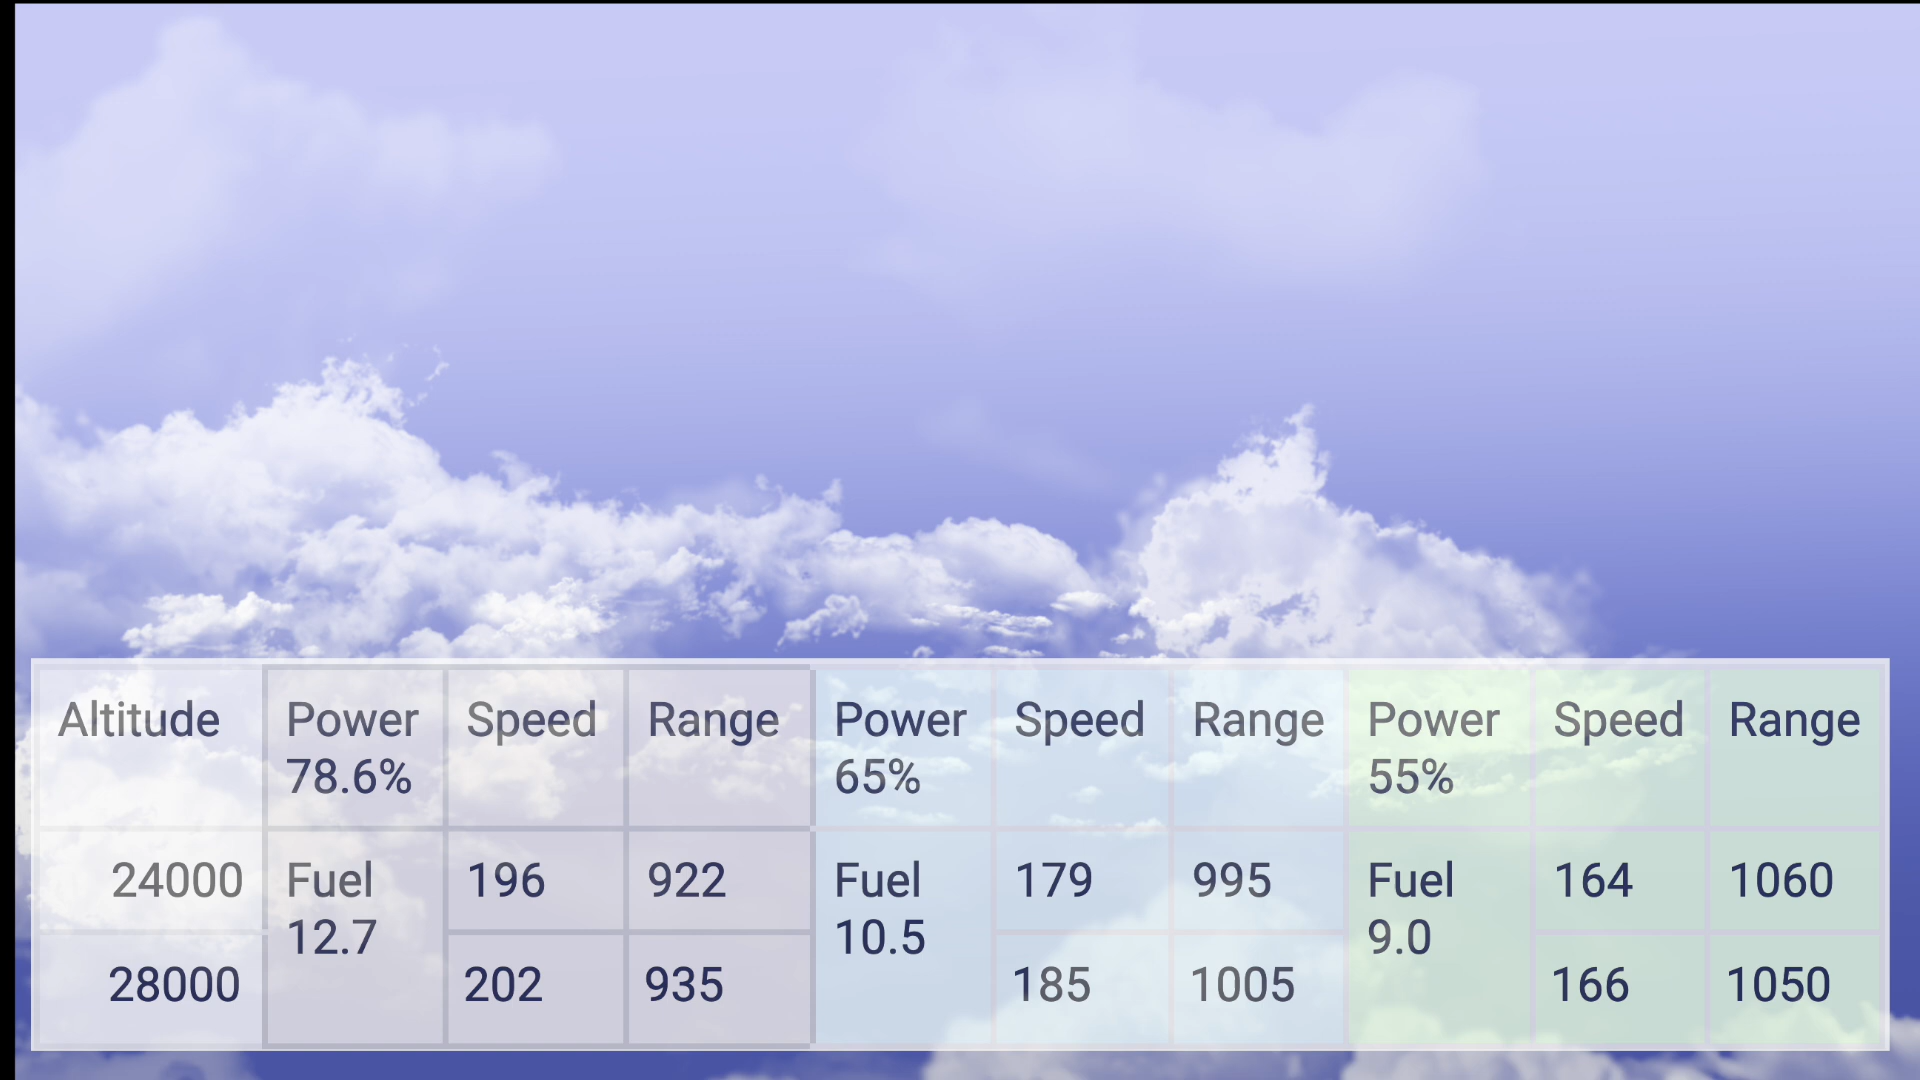 Altitude Power Speed Range Power Speed Range Power Speed Range
78.6% 65% 55%
24000 Fuel 196 922 Fuel 179 995 Fuel 164 1060
12.7 10.5 9.0
28000 202 935 185 1005 166 1050